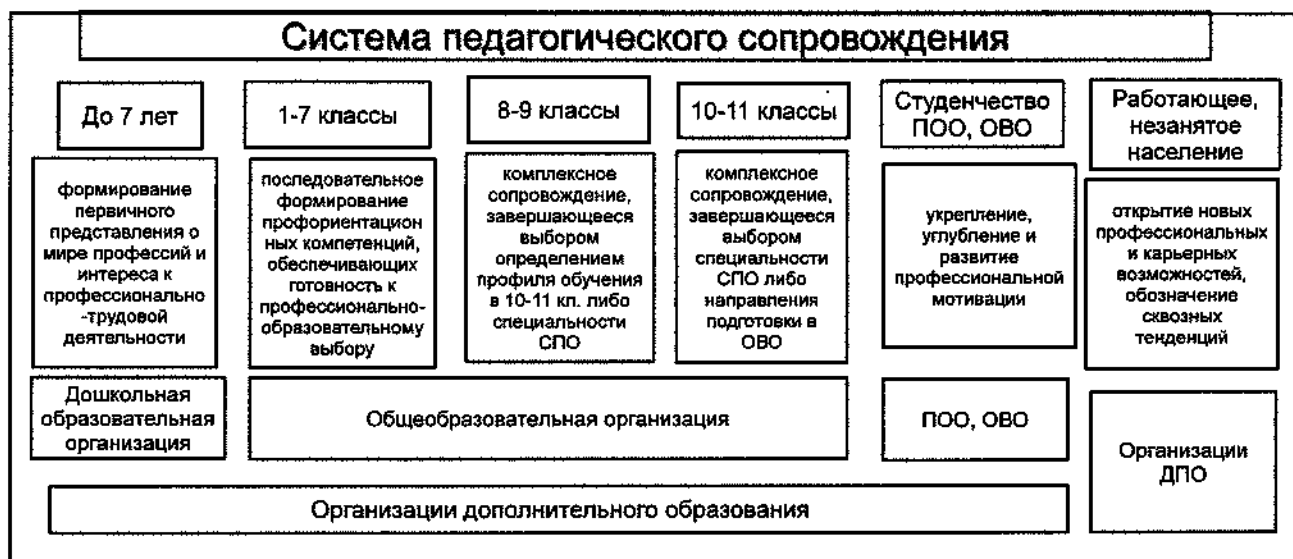 Система педагогического сопровождения
До 7 лет
1-7 классы
8-9 классы
10-11 классы
Студенчество
ПОО, ОВО
Работающее,
незанятое
население
формирование
первичного
представления о
мире профессий и
интереса к
профессионально
-трудовой
деятельности
последовательное
формирование
профориентацион
ных компетенций,
обеспечивающих
готовность к
профессионально-
образовательному
выбору
комплексное
сопровождение,
завершающееся
выбором
определением
профиля обучения
в 10-11 кл. либо
специальности
СПО
комплексное
сопровождение,
завершающееся
выбором
специальности
СПО либо
направления
подготовки в
ОВО
укрепление,
углубление и
развитие
профессиональной
мотивации
открытие новых
профессиональных
и карьерных
возможностей,
обозначение
сквозных
тенденций
Дошкольная
образовательная
организация
Общеобразовательная организация
ПОО, ОВО
Организации
ДПО
Организации дополнительного образования